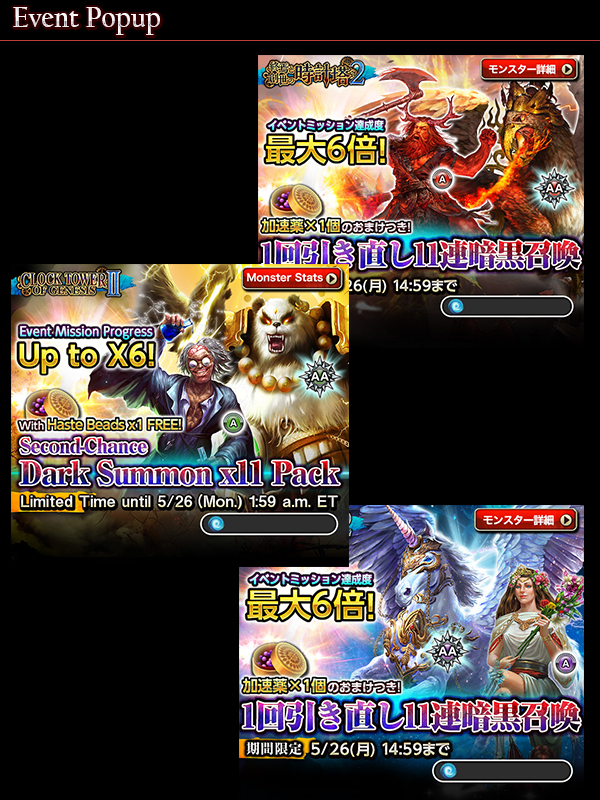 Event Popup
時計塔2
モンスター詳細
イベントミッション達成度
最大6倍!
A
AA
加速薬×1個のおまけつき!
1回引き直し11連暗黒召喚
26(月) 14:59まで
CLOCK TOWER
OF GENESIS II
Monster Stats
Event Mission Progress
Up to X6!
AA
With Haste Beads x1 FREE!
A
Second-Chance
Dark Summon x11 Pack
Limited Time until 5/26 (Mon.) 1:59 a.m. ET
モンスター詳細
イベントミッション達成度
最大6倍!
AA
A
加速薬×1個のおまけつき!
1回引き直し11連暗黒召喚
期間限定 5/26(月) 14:59まで